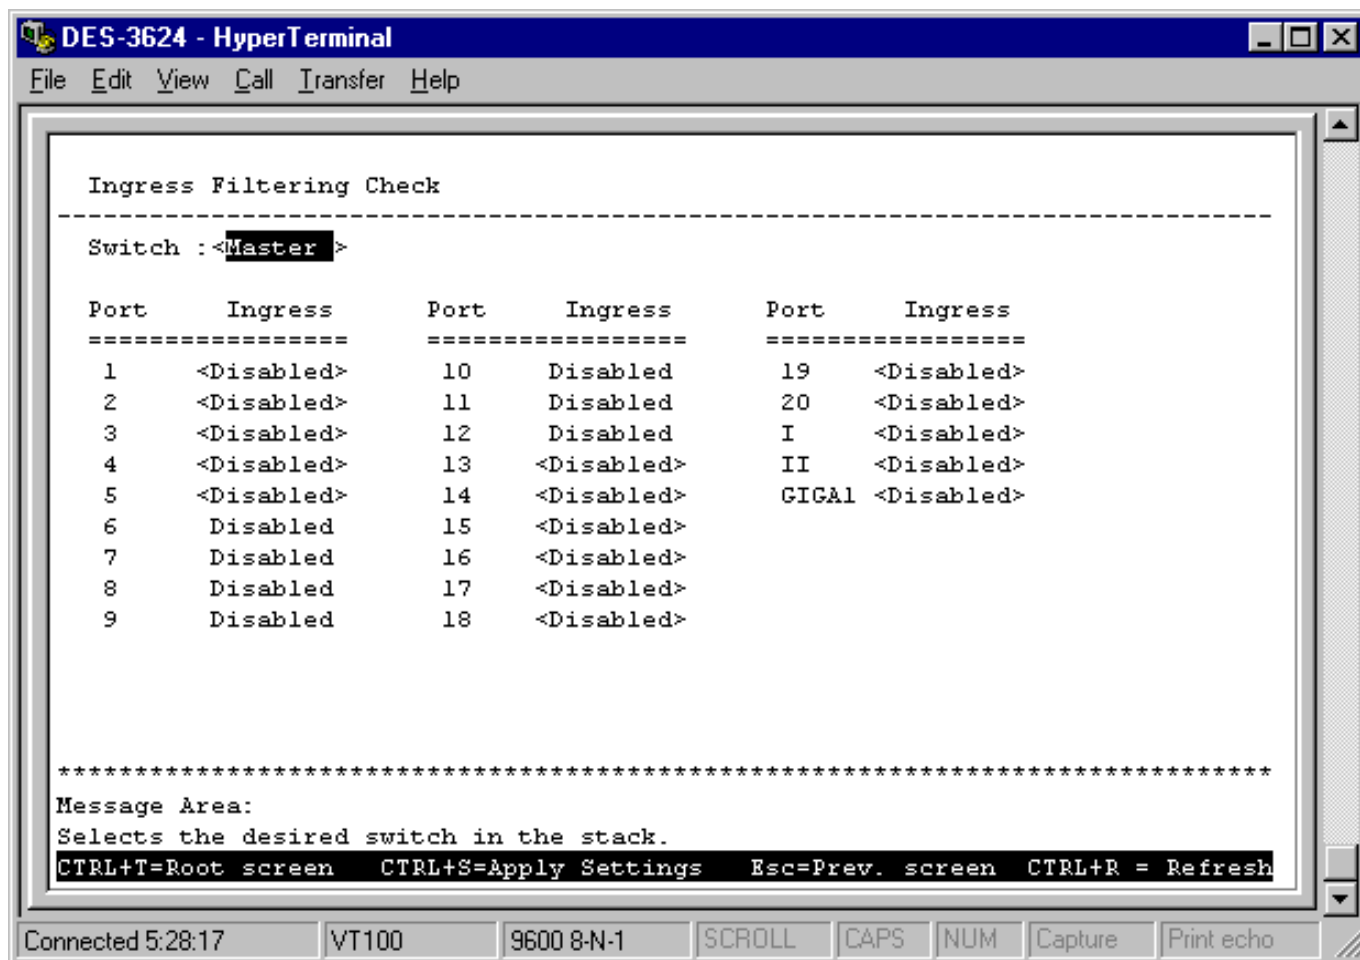 DES-3624 - HyperTerminal
File Edit View Call Transfer Help
Ingress Filtering Check
-------------------------------------------------------------------------------
Switch :<Master >
Port Ingress Port Ingress Port Ingress
================= ================= =================
1 <Disabled> 10 Disabled 19 <Disabled>
2 <Disabled> 11 Disabled 20 <Disabled>
3 <Disabled> 12 Disabled I <Disabled>
4 <Disabled> 13 <Disabled> II <Disabled>
5 <Disabled> 14 <Disabled> GIGA1 <Disabled>
6 Disabled 15 <Disabled>
7 Disabled 16 <Disabled>
8 Disabled 17 <Disabled>
9 Disabled 18 <Disabled>
*******************************************************************************
Message Area:
Selects the desired switch in the stack.
CTRL+T=Root screen CTRL+S=Apply Settings Esc=Prev. screen CTRL+R = Refresh
Connected 5:28:17 VT100 9600 8-N-1 SCROLL CAPS NUM Capture Print echo